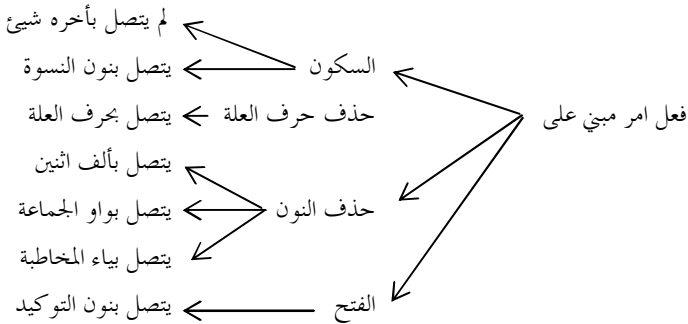 لم يتصل بأخره شيئ
السكون
يتصل بنون النسوة
فعل امر مبني على
حذف حرف العلة
يتصل بحرف العلة
يتصل بألف اثنين
حذف النون
يتصل بواو الجماعة
يتصل بياء المخاطبة
الفتح
يتصل بنون التوكيد